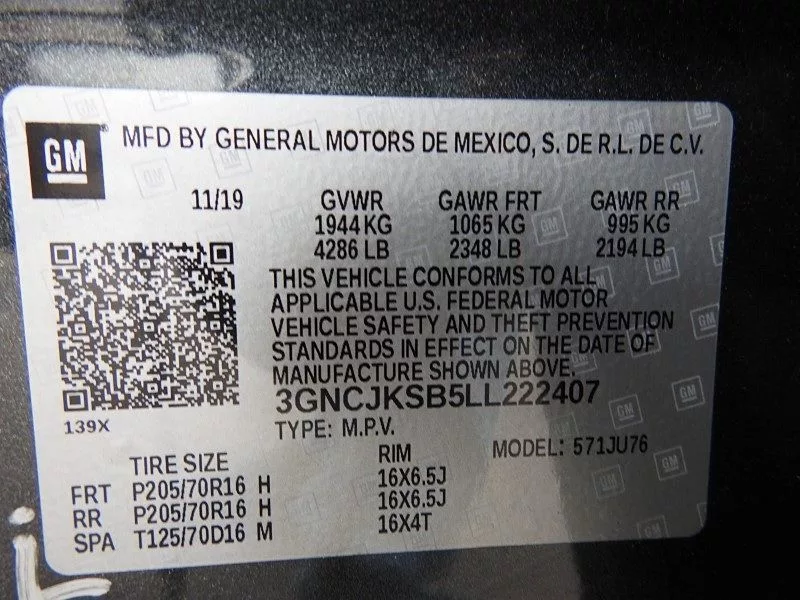 GM
MFD BY GENERAL MOTORS DE MEXICO, S. DE R.L. DE C.V.
11/19 GVWR GAWR FRT GAWR RR
1944 KG 1065 KG 995 KG
4286 LB 2348 LB 2194 LB
THIS VEHICLE CONFORMS TO ALL
APPLICABLE U.S. FEDERAL MOTOR
VEHICLE SAFETY AND THEFT PREVENTION
STANDARDS IN EFFECT ON THE DATE OF
MANUFACTURE SHOWN ABOVE.
3GNCJKSB5LL222407
139X
TYPE: M.P.V. MODEL: 571JU76
TIRE SIZE RIM
FRT P205/70R16 H 16X6.5J
RR P205/70R16 H 16X6.5J
SPA T125/70D16 M 16X4T